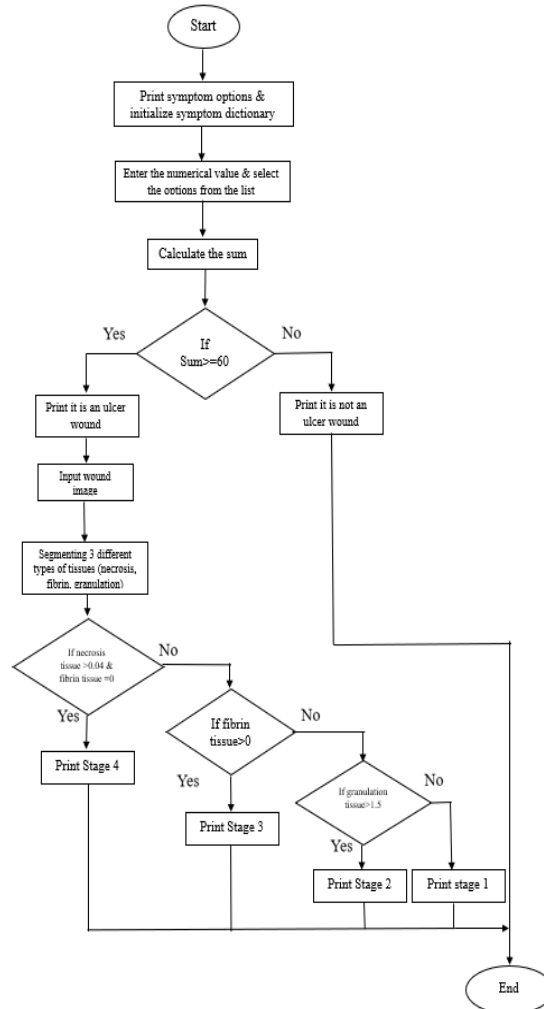 Start
Print symptom options &
initialize symptom dictionary
Enter the numerical value & select
the options from the list
Calculate the sum
Yes
No
If
Sum>=60
Print it is an ulcer
wound
Print it is not an
ulcer wound
Input wound
image
Segmenting 3 different
types of tissues (necrosis,
fibrin, granulation)
If necrosis
tissue >0.04 &
fibrin tissue =0
No
Yes
Print Stage 4
If fibrin
tissue>0
No
Yes
Print Stage 3
If granulation
tissue>1.5
No
Yes
Print Stage 2
Print stage 1
End